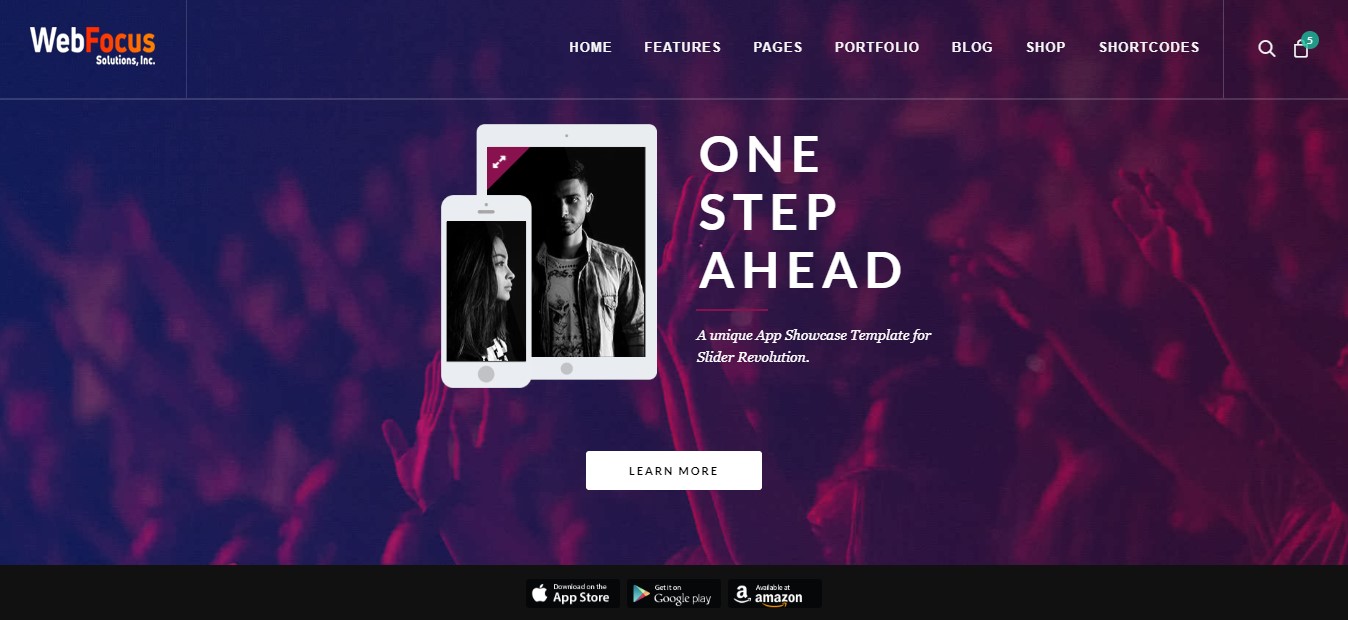 WebFocus
Solutions, Inc.
HOME FEATURES PAGES PORTFOLIO BLOG SHOP SHORTCODES
5
ONE
STEP
AHEAD
A unique App Showcase Template for
Slider Revolution.
LEARN MORE
Download on the
App Store
Get it on
Google play
Available at
amazon